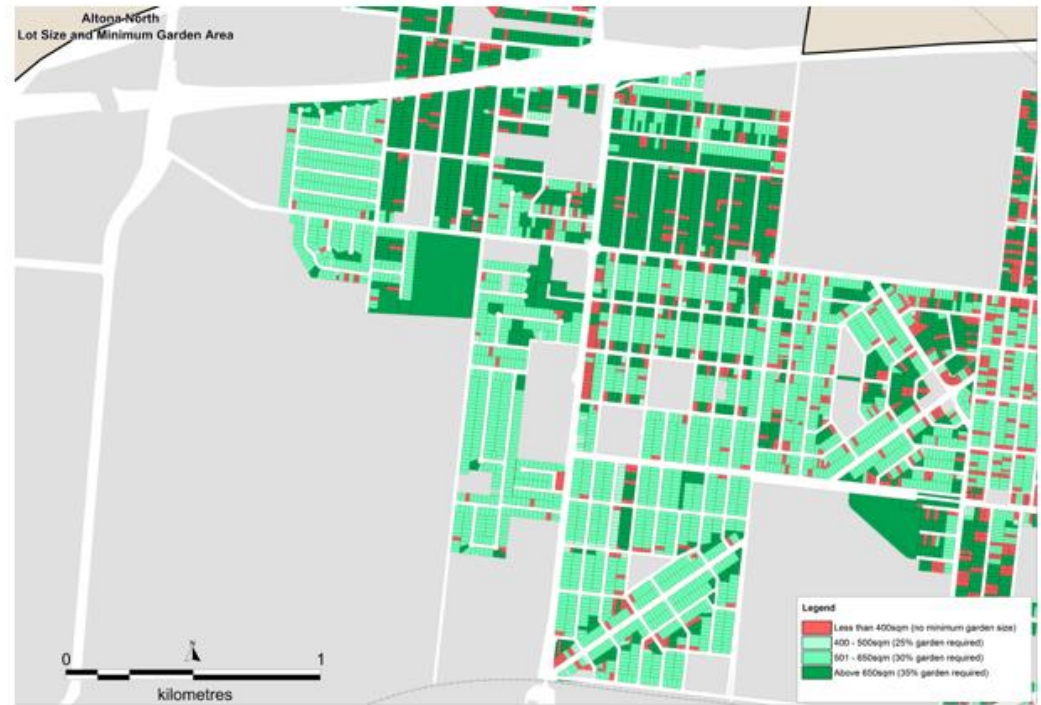 Altona-North
Lot Size and Minimum Garden Area
Legend
Less than 400sqm (no minimum garden size)
400 - 500sqm (25% garden required)
501 - 650sqm (30% garden required)
Above 650sqm (35% garden required)
N
0 1
kilometres